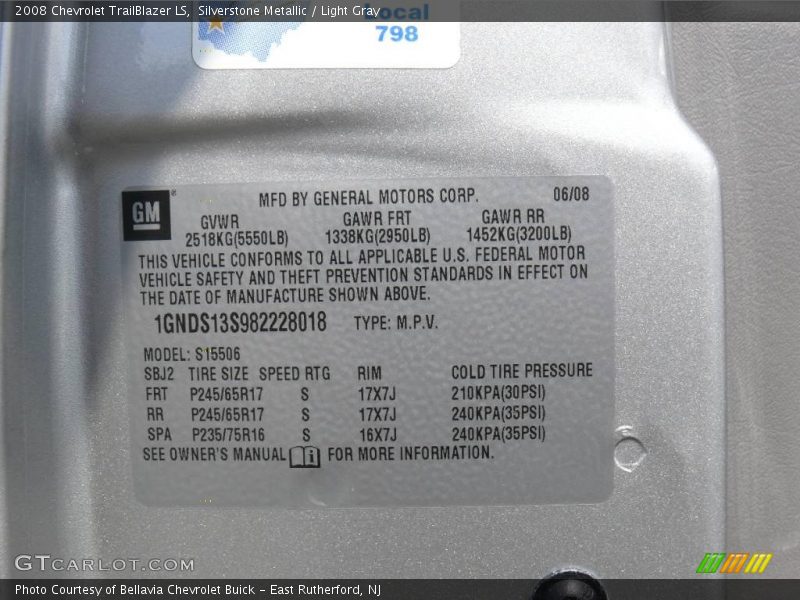 2008 Chevrolet TrailBlazer LS, Silverstone Metallic / Light Gray
Local
798
GM
MFD BY GENERAL MOTORS CORP. 06/08
GVWR GAWR FRT GAWR RR
2518KG(5550LB) 1338KG(2950LB) 1452KG(3200LB)
THIS VEHICLE CONFORMS TO ALL APPLICABLE U.S. FEDERAL MOTOR
VEHICLE SAFETY AND THEFT PREVENTION STANDARDS IN EFFECT ON
THE DATE OF MANUFACTURE SHOWN ABOVE.
1GNDS13S982228018 TYPE: M.P.V.
MODEL: S15506
SBJ2 TIRE SIZE SPEED RTG RIM COLD TIRE PRESSURE
FRT P245/65R17 S 17X7J 210KPA(30PSI)
RR P245/65R17 S 17X7J 240KPA(35PSI)
SPA P235/75R16 S 16X7J 240KPA(35PSI)
SEE OWNER'S MANUAL i FOR MORE INFORMATION.
GTCARLOT.COM
Photo Courtesy of Bellavia Chevrolet Buick – East Rutherford, NJ